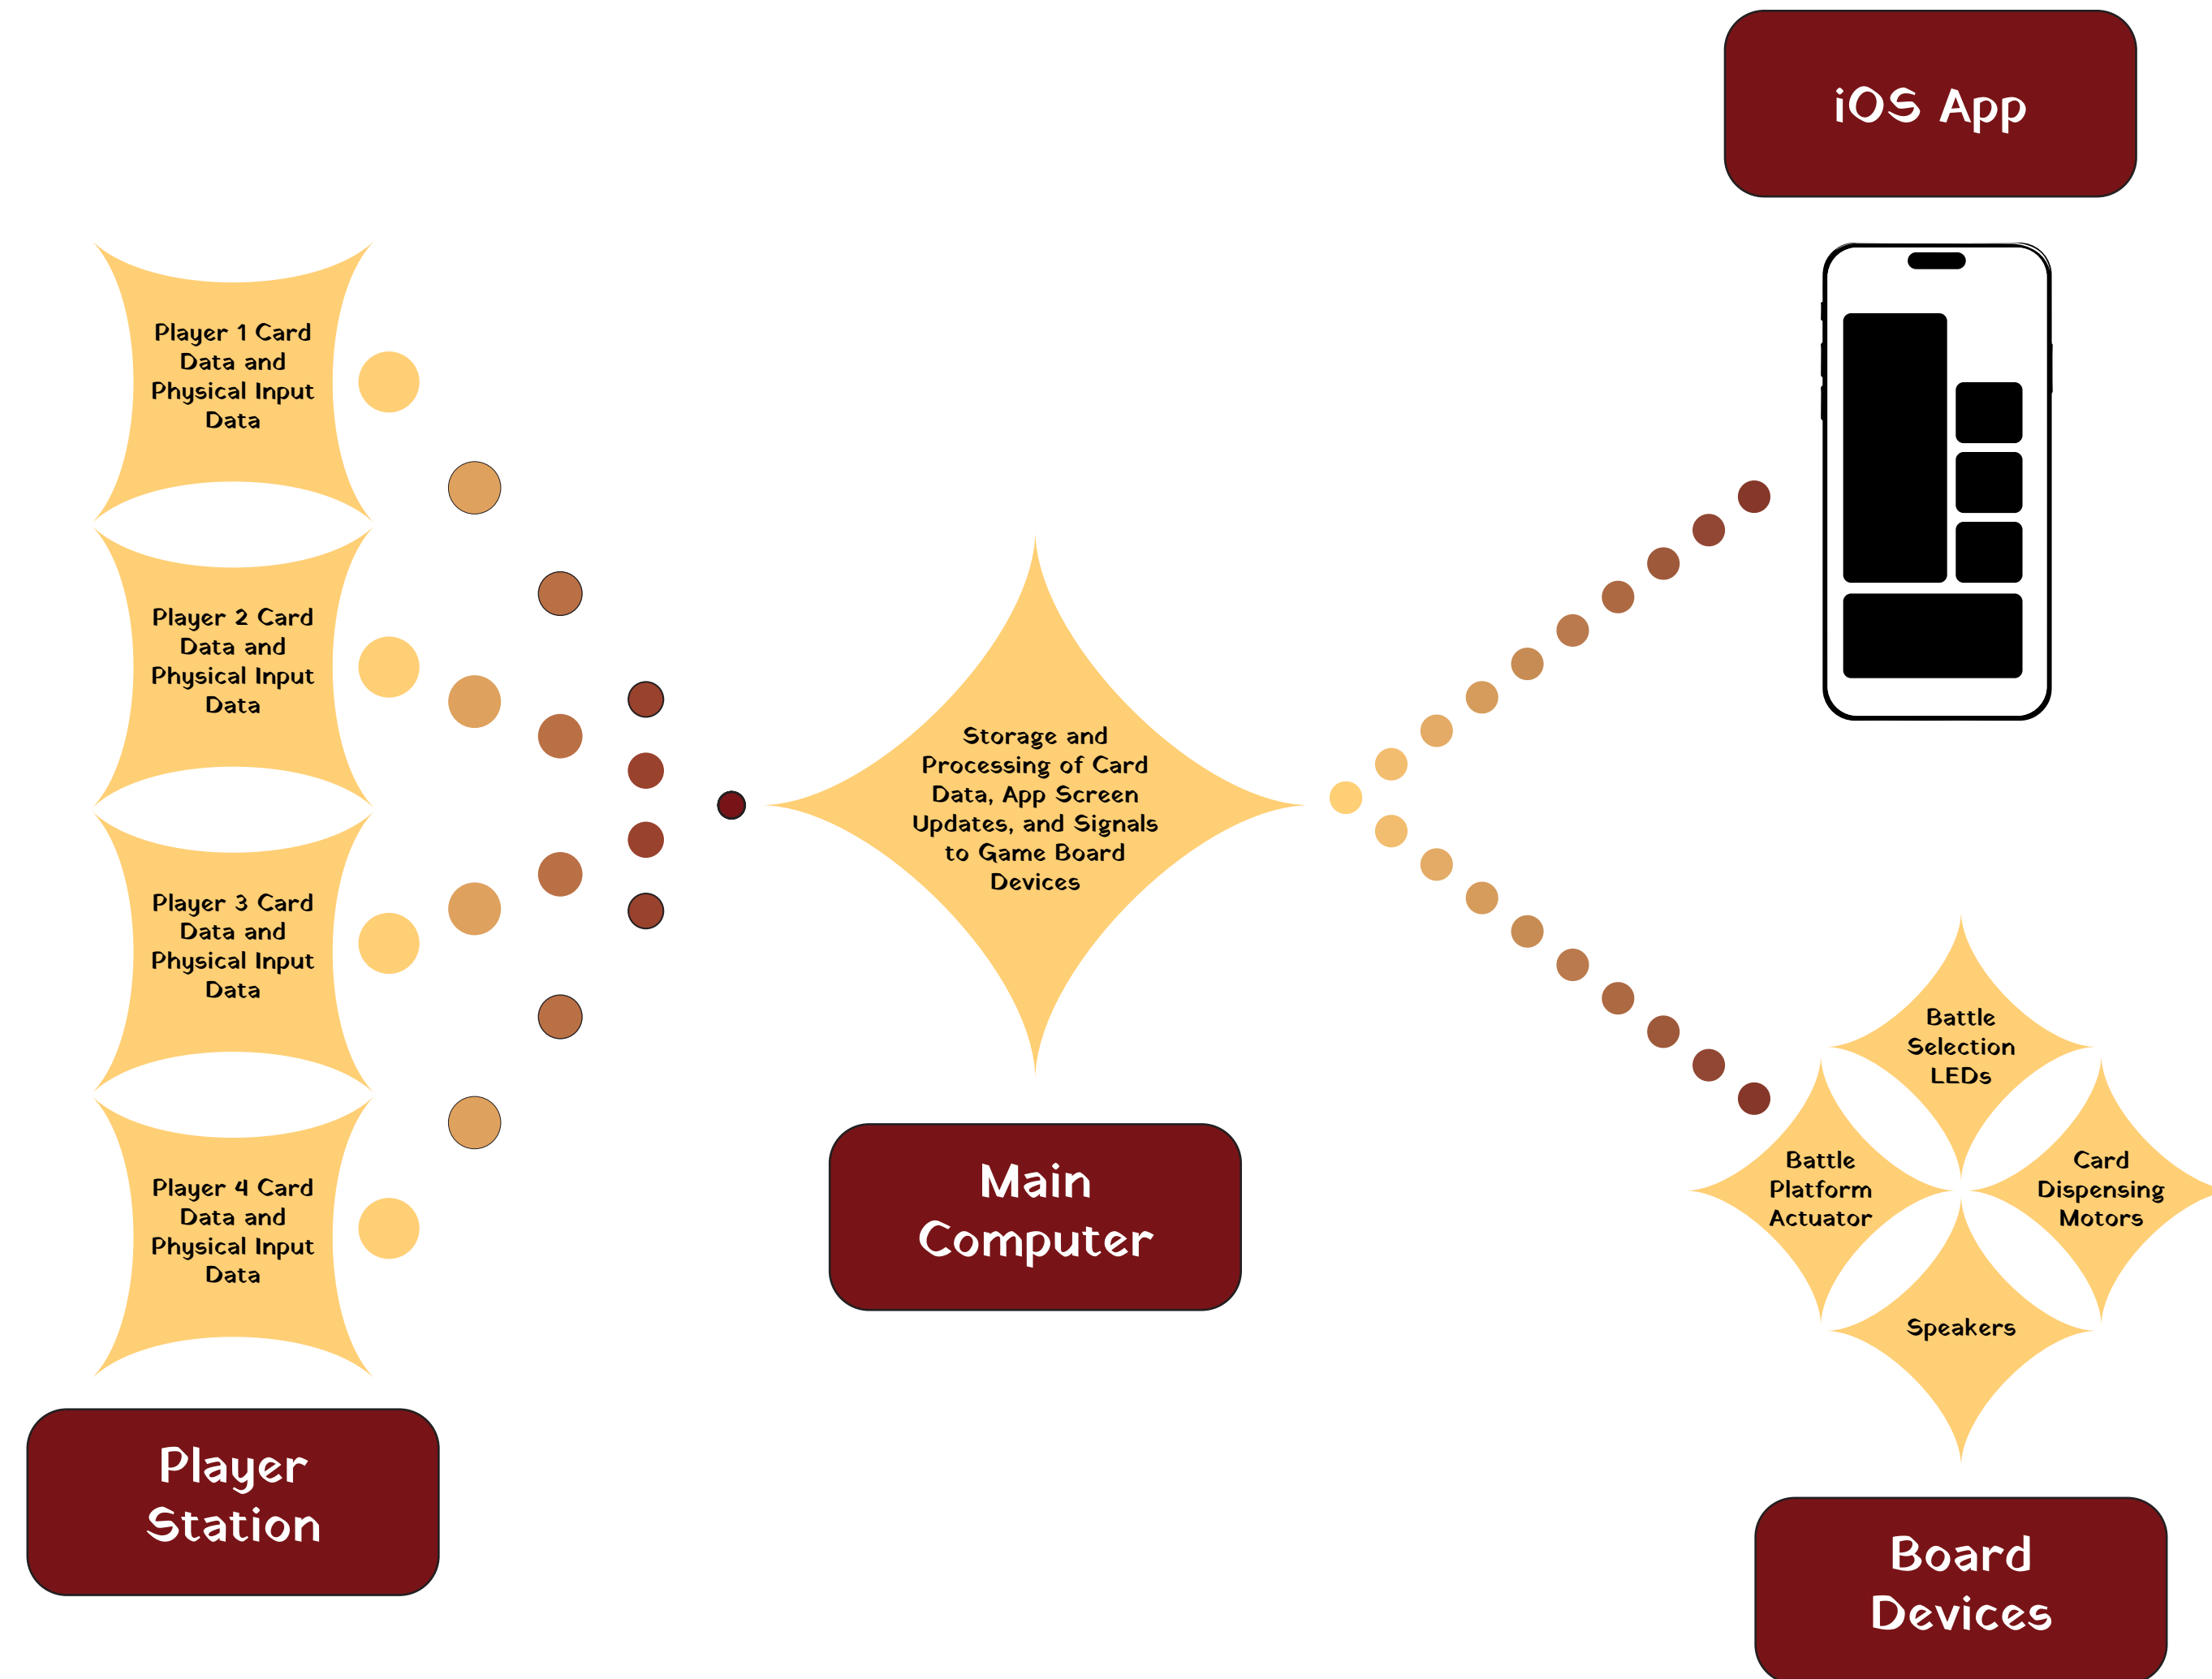 iOS App
Player 1 Card
Data and
Physical Input
Data
Player 2 Card
Data and
Physical Input
Data
Player 3 Card
Data and
Physical Input
Data
Player 4 Card
Data and
Physical Input
Data
Player
Station
Storage and
Processing of Card
Data, App Screen
Updates, and Signals
to Game Board
Devices
Main
Computer
Battle
Selection
LEDs
Battle
Platform
Actuator
Card
Dispensing
Motors
Speakers
Board
Devices